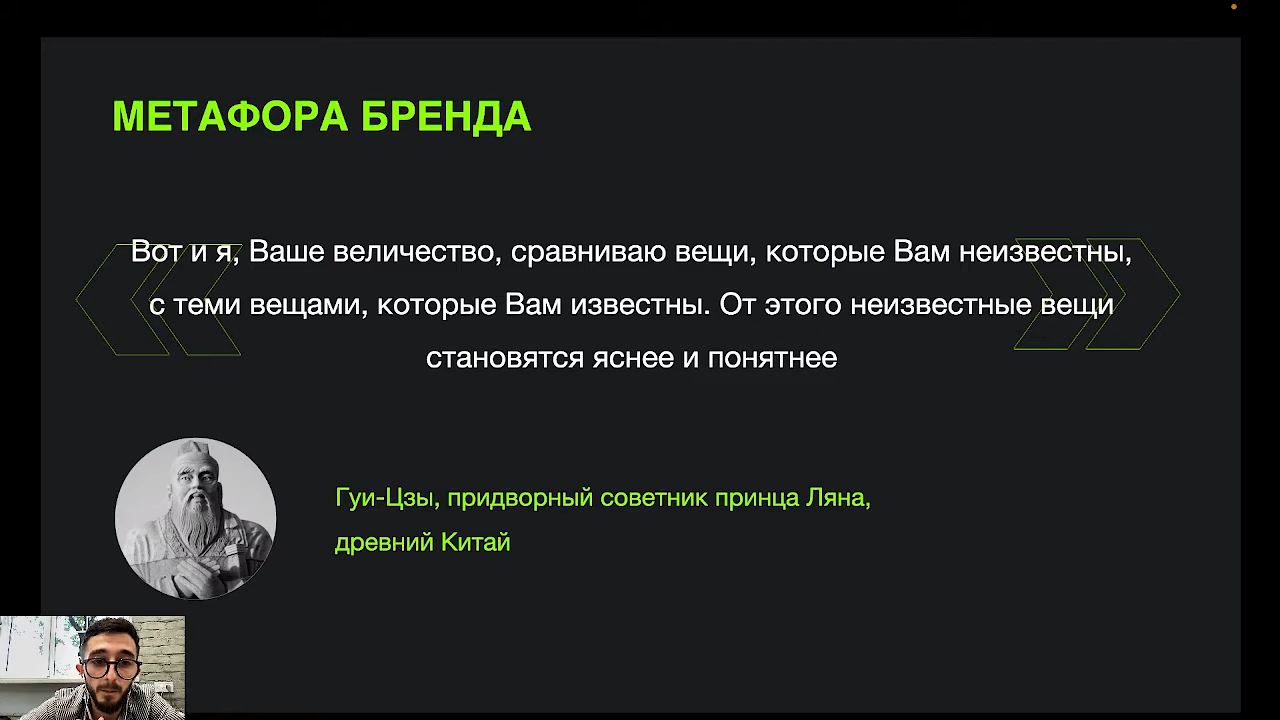 МЕТАФОРА БРЕНДА
Вот и я, Ваше величество, сравниваю вещи, которые Вам неизвестны,
с теми вещами, которые Вам известны. От этого неизвестные вещи
становятся яснее и понятнее
Гуи-Цзы, придворный советник принца Ляна,
древний Китай